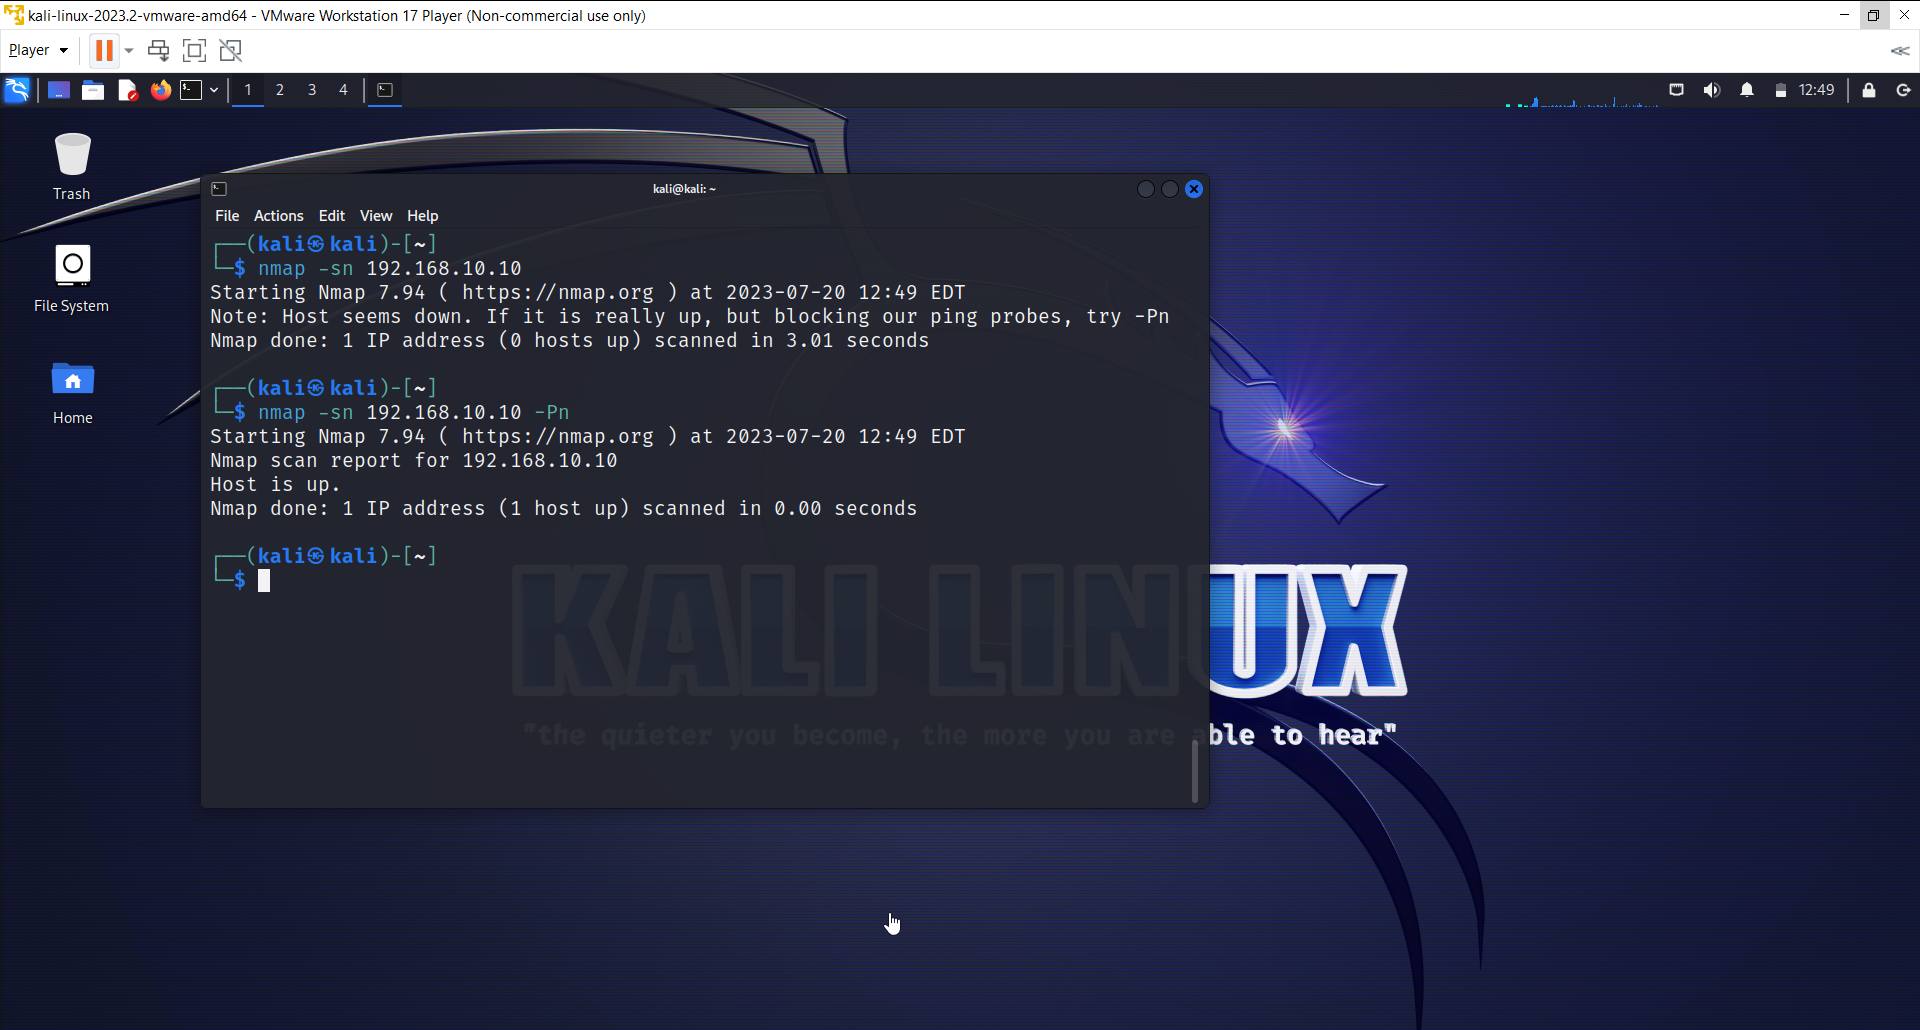 kali-linux-2023.2-vmware-amd64 - VMware Workstation 17 Player (Non-commercial use only)
Player
1 2 3 4
12:49
Trash
File System
Home
kali@kali: ~
File Actions Edit View Help
┌──(kali㉿kali)-[~]
└─$ nmap -sn 192.168.10.10
Starting Nmap 7.94 ( https://nmap.org ) at 2023-07-20 12:49 EDT
Note: Host seems down. If it is really up, but blocking our ping probes, try -Pn
Nmap done: 1 IP address (0 hosts up) scanned in 3.01 seconds
┌──(kali㉿kali)-[~]
└─$ nmap -sn 192.168.10.10 -Pn
Starting Nmap 7.94 ( https://nmap.org ) at 2023-07-20 12:49 EDT
Nmap scan report for 192.168.10.10
Host is up.
Nmap done: 1 IP address (1 host up) scanned in 0.00 seconds
┌──(kali㉿kali)-[~]
└─$
KALI LINUX
"the quieter you become, the more you are able to hear"